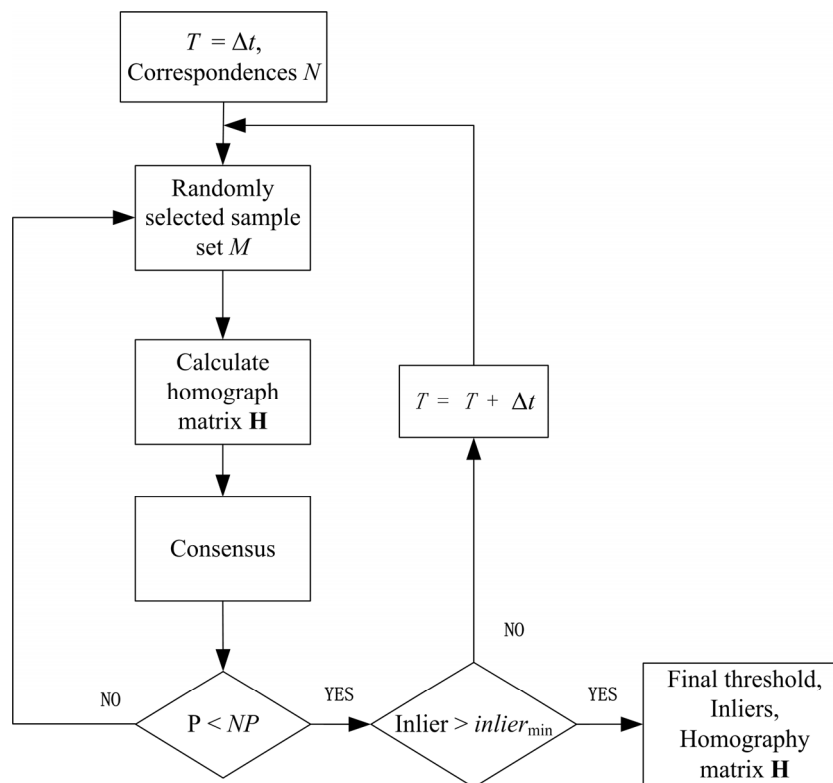 T = Δt,
Correspondences N
Randomly
selected sample
set M
Calculate
homograph
matrix H
T = T + Δt
Consensus
NO
NO
P < NP
YES
Inlier > inlier_min
YES
Final threshold,
Inliers,
Homography
matrix H